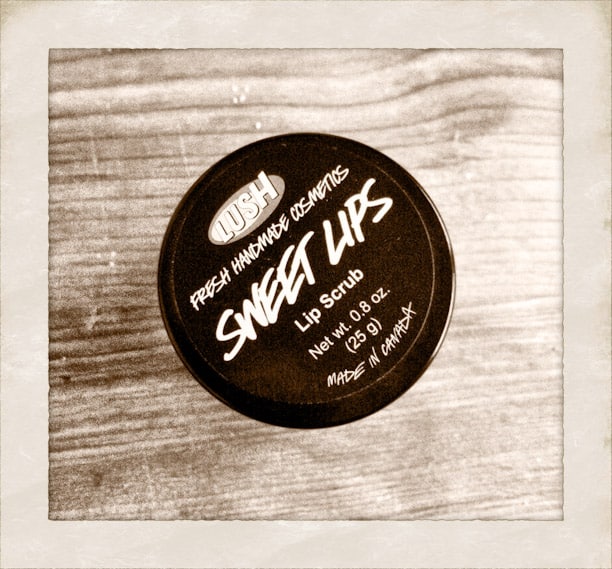 LUSH
FRESH HANDMADE COSMETICS
SWEET LIPS
Lip Scrub
Net wt. 0.8 oz.
(25 g)
MADE IN CANADA